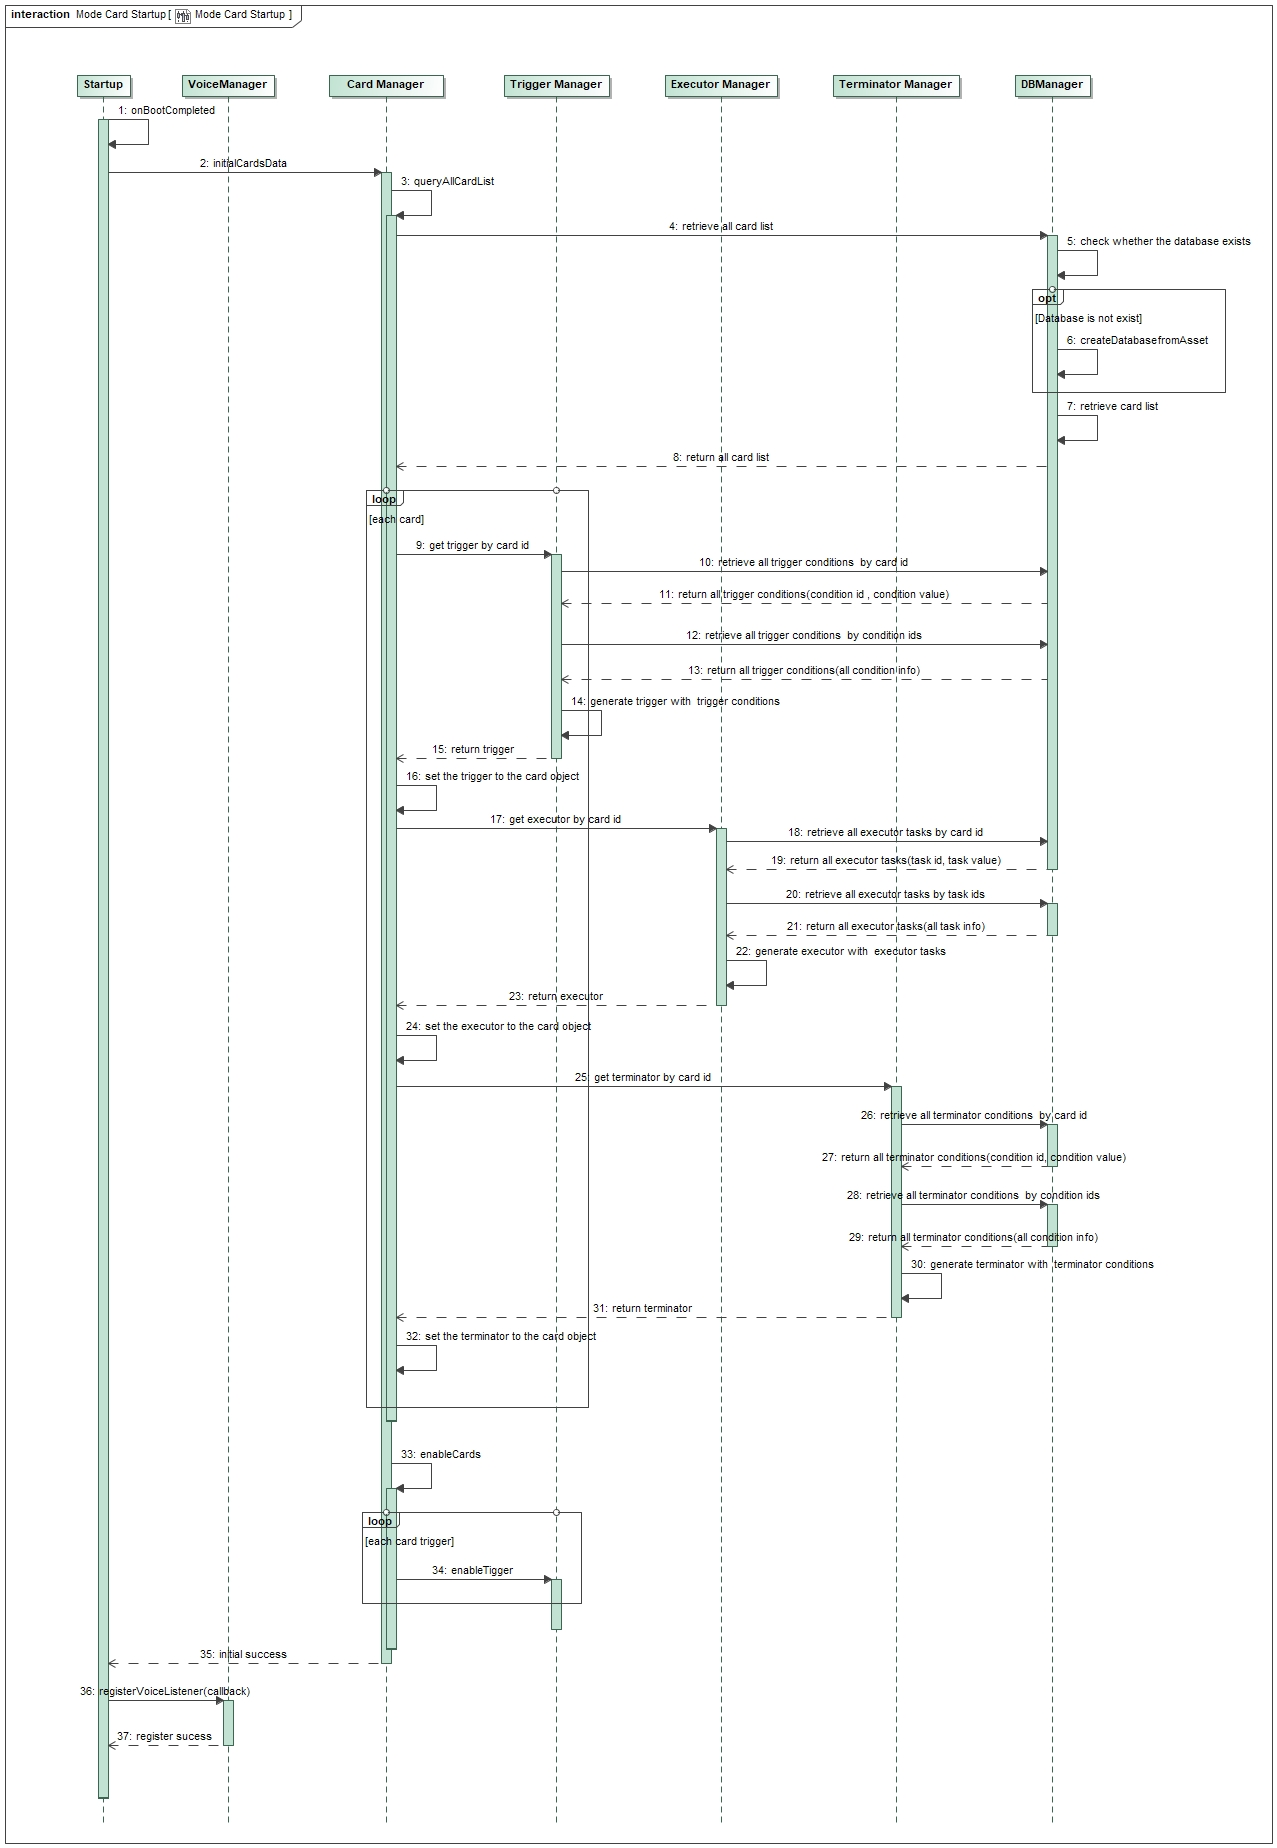 interaction Mode Card Startup [ Mode Card Startup ]
Startup
VoiceManager
Card Manager
Trigger Manager
Executor Manager
Terminator Manager
DBManager
1: onBootCompleted
2: initialCardsData
3: queryAllCardList
4: retrieve all card list
5: check whether the database exists
opt
[Database is not exist]
6: createDatabasefromAsset
7: retrieve card list
8: return all card list
loop
[each card]
9: get trigger by card id
10: retrieve all trigger conditions by card id
11: return all trigger conditions(condition id , condition value)
12: retrieve all trigger conditions by condition ids
13: return all trigger conditions(all condition info)
14: generate trigger with trigger conditions
15: return trigger
16: set the trigger to the card object
17: get executor by card id
18: retrieve all executor tasks by card id
19: return all executor tasks(task id, task value)
20: retrieve all executor tasks by task ids
21: return all executor tasks(all task info)
22: generate executor with executor tasks
23: return executor
24: set the executor to the card object
25: get terminator by card id
26: retrieve all terminator conditions by card id
27: return all terminator conditions(condition id, condition value)
28: retrieve all terminator conditions by condition ids
29: return all terminator conditions(all condition info)
30: generate terminator with terminator conditions
31: return terminator
32: set the terminator to the card object
33: enableCards
loop
[each card trigger]
34: enableTigger
35: initial success
36: registerVoiceListener(callback)
37: register sucess